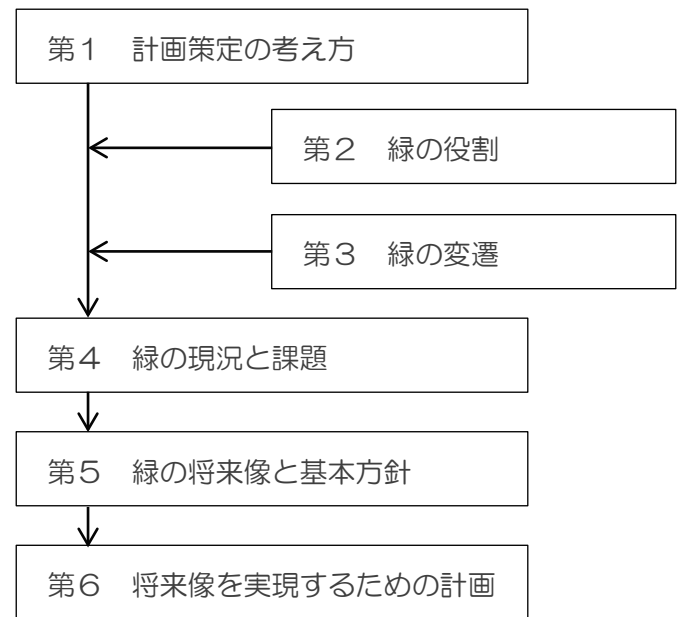 第１　計画策定の考え方
第２　緑の役割
第３　緑の変遷
第４　緑の現況と課題
第５　緑の将来像と基本方針
第６　将来像を実現するための計画